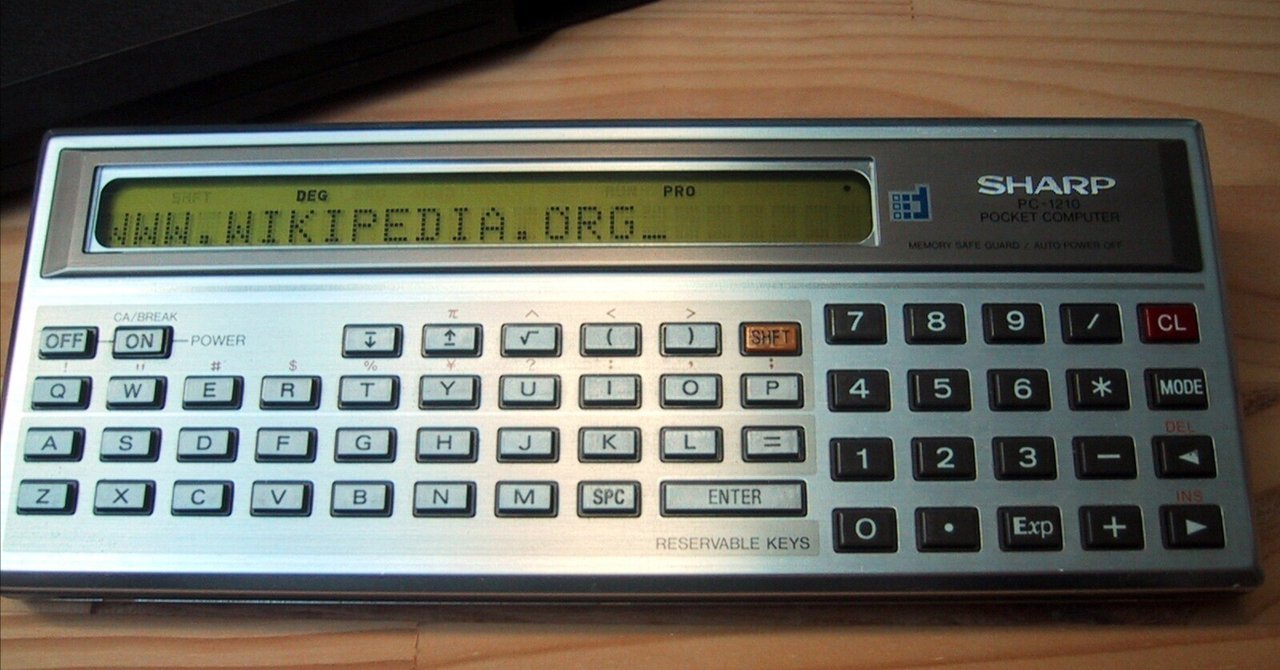 SHFT DEG RUN PRO
WWW.WIKIPEDIA.ORG_
SHARP
PC-1210
POCKET COMPUTER
MEMORY SAFE GUARD / AUTO POWER OFF
CA/BREAK π ^ < >
OFF ON POWER ↧ ↥ √ ( ) SHFT
! " # $ % ¥ ? : , ;
Q W E R T Y U I O P
A S D F G H J K L =
Z X C V B N M SPC ENTER
RESERVABLE KEYS
7 8 9 / CL
4 5 6 * MODE
DEL
1 2 3 − ◀
INS
0 • Exp + ▶